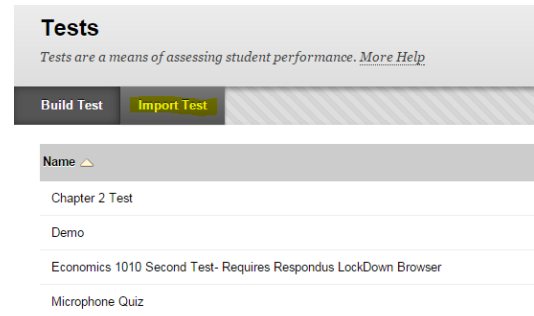 Tests
Tests are a means of assessing student performance. More Help
Build Test Import Test
Name
Chapter 2 Test
Demo
Economics 1010 Second Test- Requires Respondus LockDown Browser
Microphone Quiz